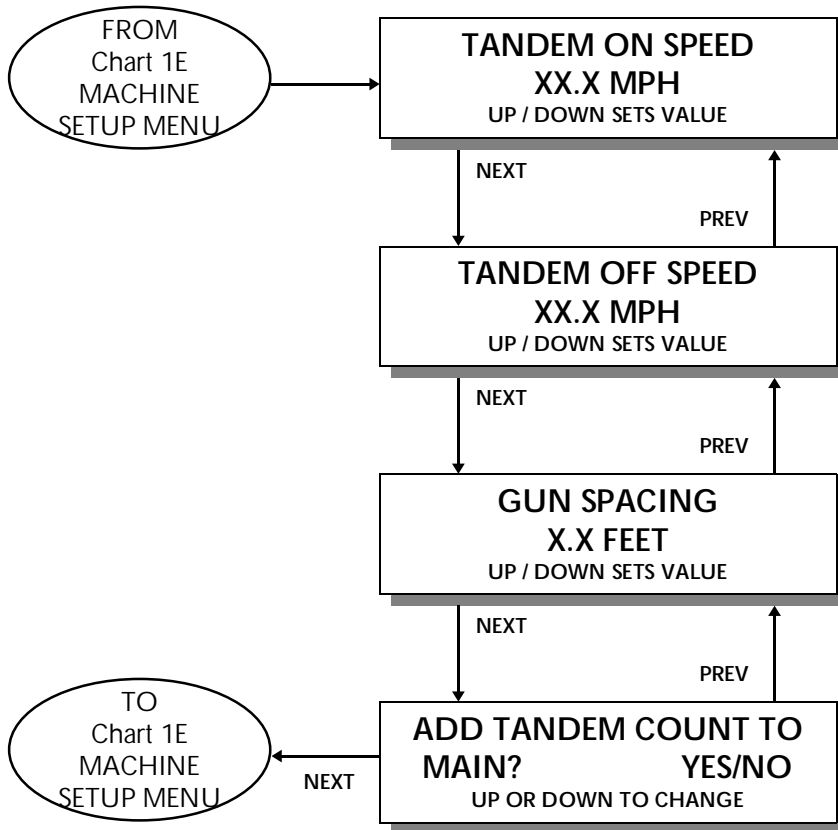 FROM
Chart 1E
MACHINE
SETUP MENU
TANDEM ON SPEED
XX.X MPH
UP / DOWN SETS VALUE
NEXT
PREV
TANDEM OFF SPEED
XX.X MPH
UP / DOWN SETS VALUE
NEXT
PREV
GUN SPACING
X.X FEET
UP / DOWN SETS VALUE
NEXT
PREV
ADD TANDEM COUNT TO
MAIN? YES/NO
UP OR DOWN TO CHANGE
NEXT
TO
Chart 1E
MACHINE
SETUP MENU